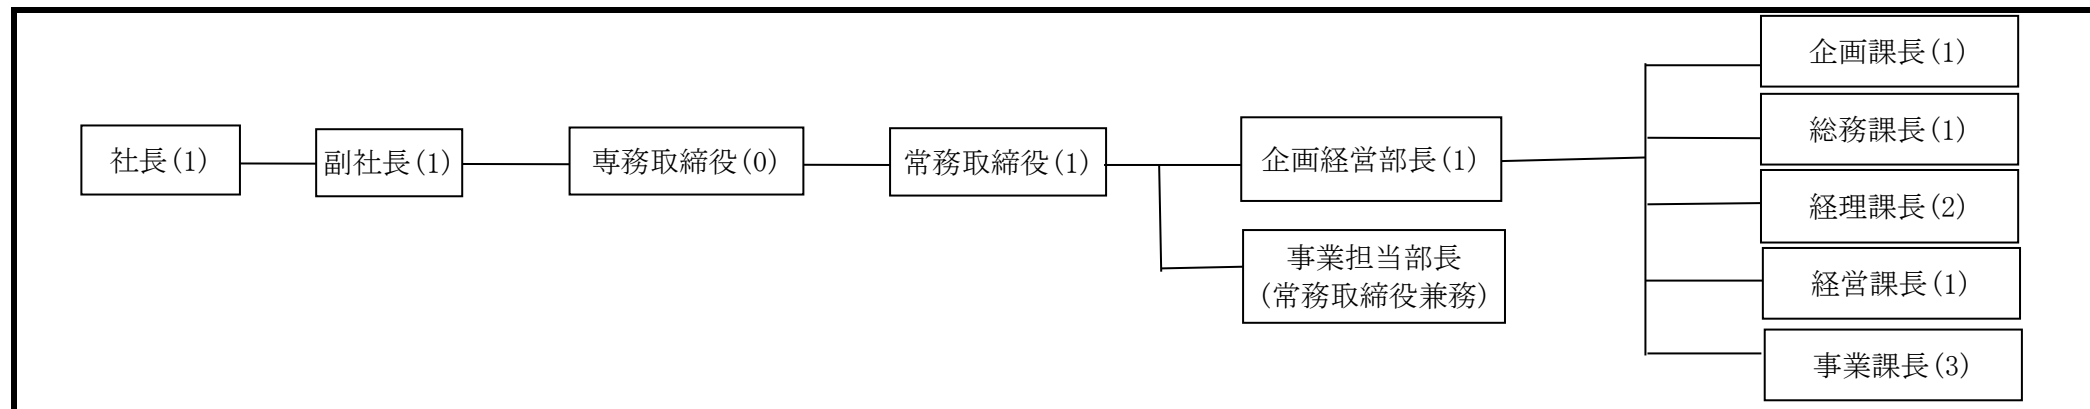 社長(1)
副社長(1)
専務取締役(0)
常務取締役(1)
企画経営部長(1)
事業担当部長
(常務取締役兼務)
企画課長(1)
総務課長(1)
経理課長(2)
経営課長(1)
事業課長(3)